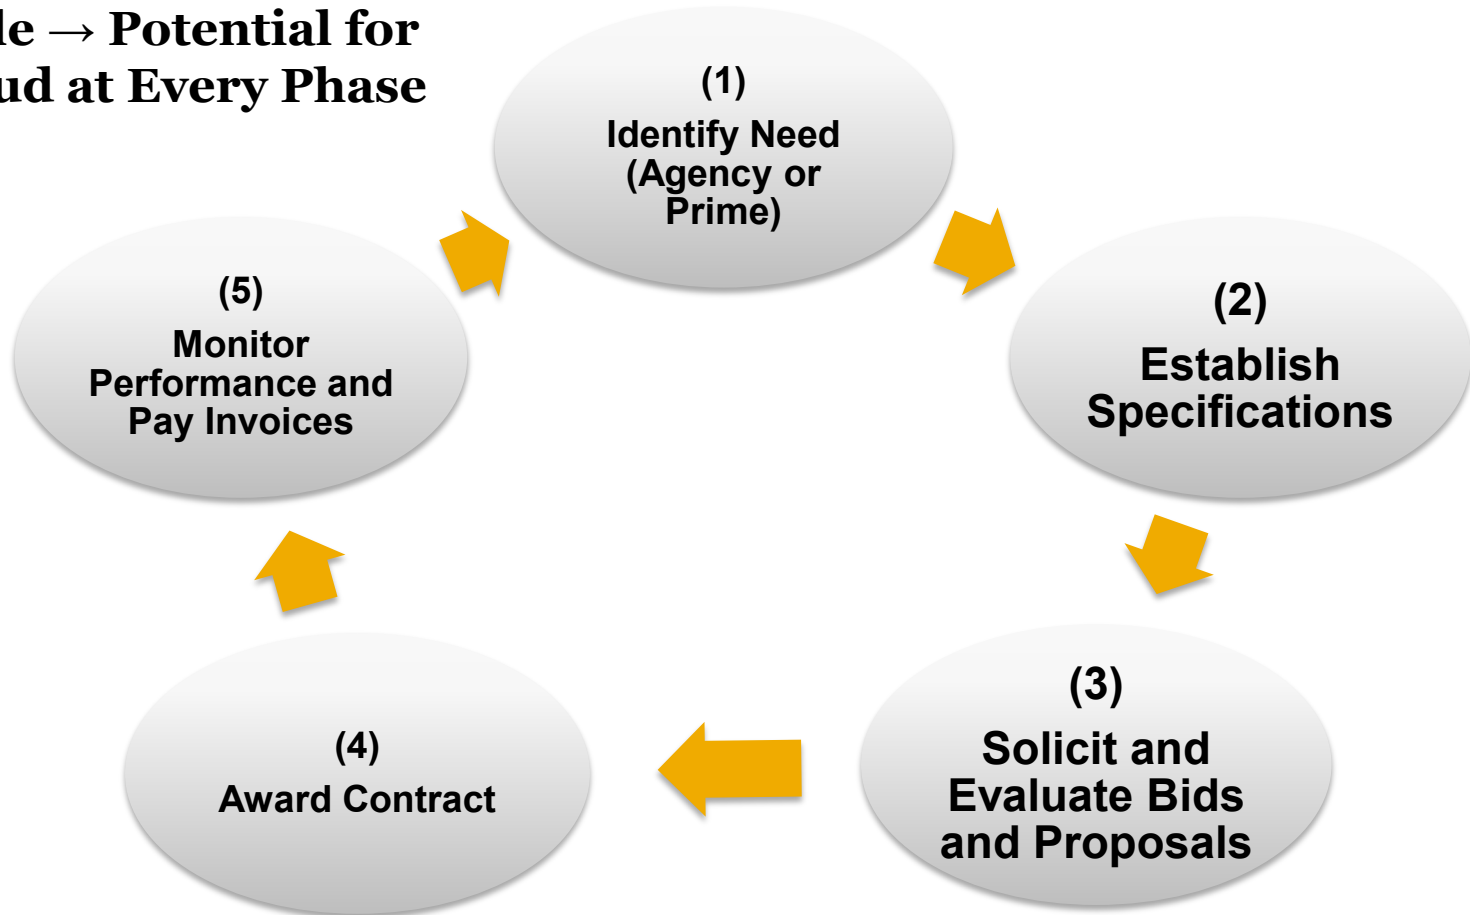 le → Potential for
ud at Every Phase
(1)
Identify Need
(Agency or
Prime)
(2)
Establish
Specifications
(3)
Solicit and
Evaluate Bids
and Proposals
(4)
Award Contract
(5)
Monitor
Performance and
Pay Invoices